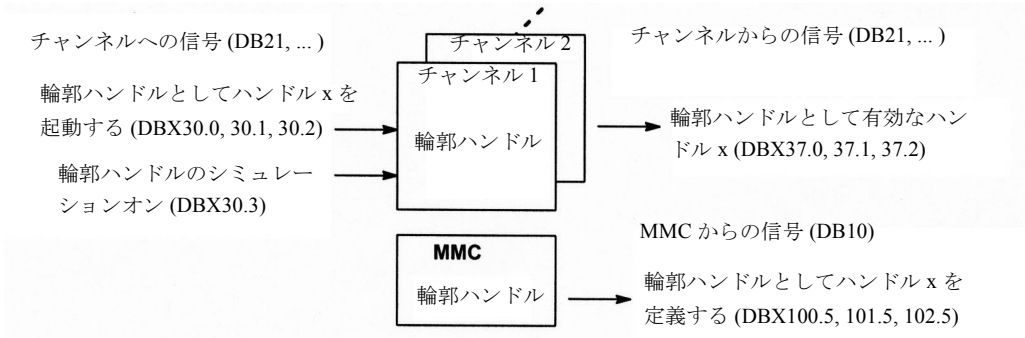 チャンネルへの信号 (DB21, ... )
輪郭ハンドルとしてハンドル x を
起動する (DBX30.0, 30.1, 30.2)
輪郭ハンドルのシミュレー
ションオン (DBX30.3)
チャンネル 2
チャンネル 1
輪郭ハンドル
チャンネルからの信号 (DB21, ... )
輪郭ハンドルとして有効なハン
ドル x (DBX37.0, 37.1, 37.2)
MMC
輪郭ハンドル
MMC からの信号 (DB10)
輪郭ハンドルとしてハンドル x を
定義する (DBX100.5, 101.5, 102.5)